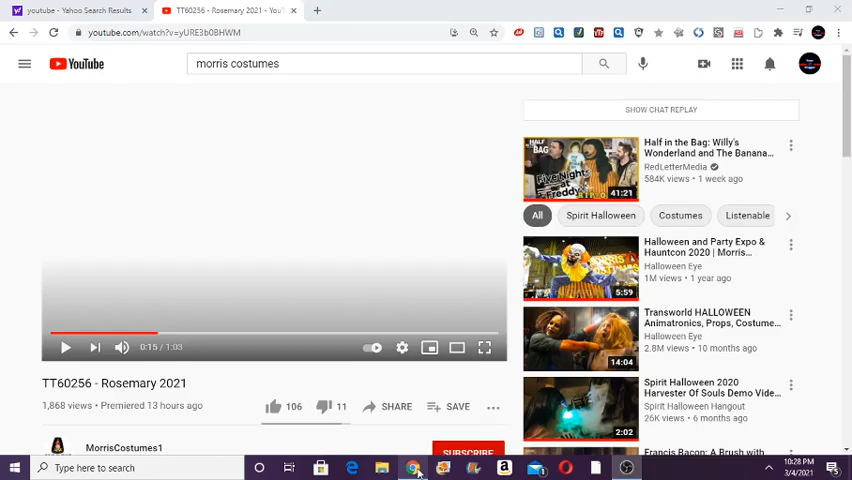 youtube - Yahoo Search Results
TT60256 - Rosemary 2021 - YouT
youtube.com/watch?v=yURE3b0BHWM
YouTube
morris costumes
SHOW CHAT REPLAY
HALF IN THE BAG
Five Nights at Freddy
41:21
Half in the Bag: Willy's
Wonderland and The Banana...
RedLetterMedia
584K views • 1 week ago
All
Spirit Halloween
Costumes
Listenable
5:59
Halloween and Party Expo &
Hauntcon 2020 | Morris...
Halloween Eye
1M views • 1 year ago
14:04
Transworld HALLOWEEN
Animatronics, Props, Costume...
Halloween Eye
2.8M views • 10 months ago
2:02
Spirit Halloween 2020
Harvester Of Souls Demo Vide...
Spirit Halloween Hangout
26K views • 6 months ago
Francis Bacon: A Brush with
0:15 / 1:03
TT60256 - Rosemary 2021
1,868 views • Premiered 13 hours ago
106
11
SHARE
SAVE
MorrisCostumes1
SUBSCRIBE
Type here to search
10:28 PM
3/4/2021